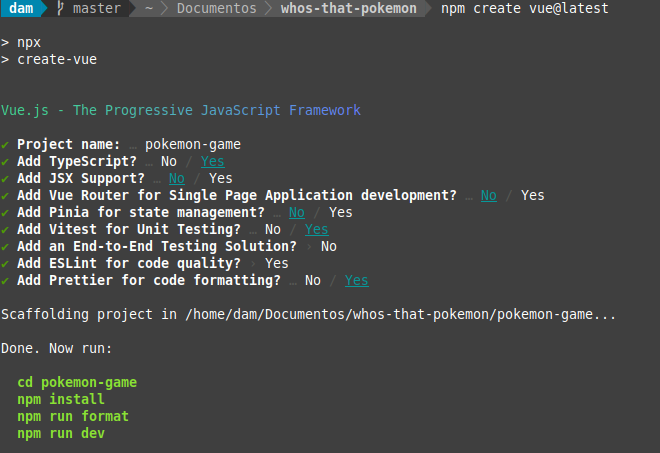 dam master ~ Documentos whos-that-pokemon npm create vue@latest
> npx
> create-vue
Vue.js - The Progressive JavaScript Framework
✔ Project name: … pokemon-game
✔ Add TypeScript? … No / Yes
✔ Add JSX Support? … No / Yes
✔ Add Vue Router for Single Page Application development? … No / Yes
✔ Add Pinia for state management? … No / Yes
✔ Add Vitest for Unit Testing? … No / Yes
✔ Add an End-to-End Testing Solution? › No
✔ Add ESLint for code quality? › Yes
✔ Add Prettier for code formatting? … No / Yes
Scaffolding project in /home/dam/Documentos/whos-that-pokemon/pokemon-game...
Done. Now run:
cd pokemon-game
npm install
npm run format
npm run dev